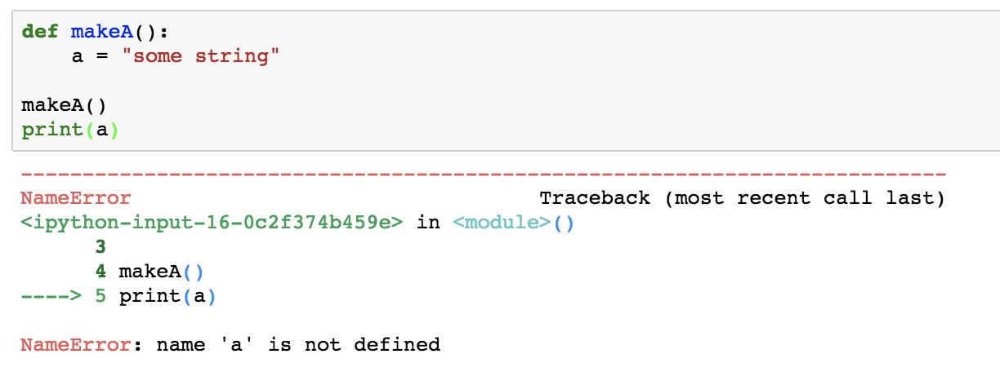 def makeA():
    a = "some string"

makeA()
print(a)
---------------------------------------------------------------------------
NameError                                 Traceback (most recent call last)
<ipython-input-16-0c2f374b459e> in <module>()
      3
      4 makeA()
----> 5 print(a)

NameError: name 'a' is not defined